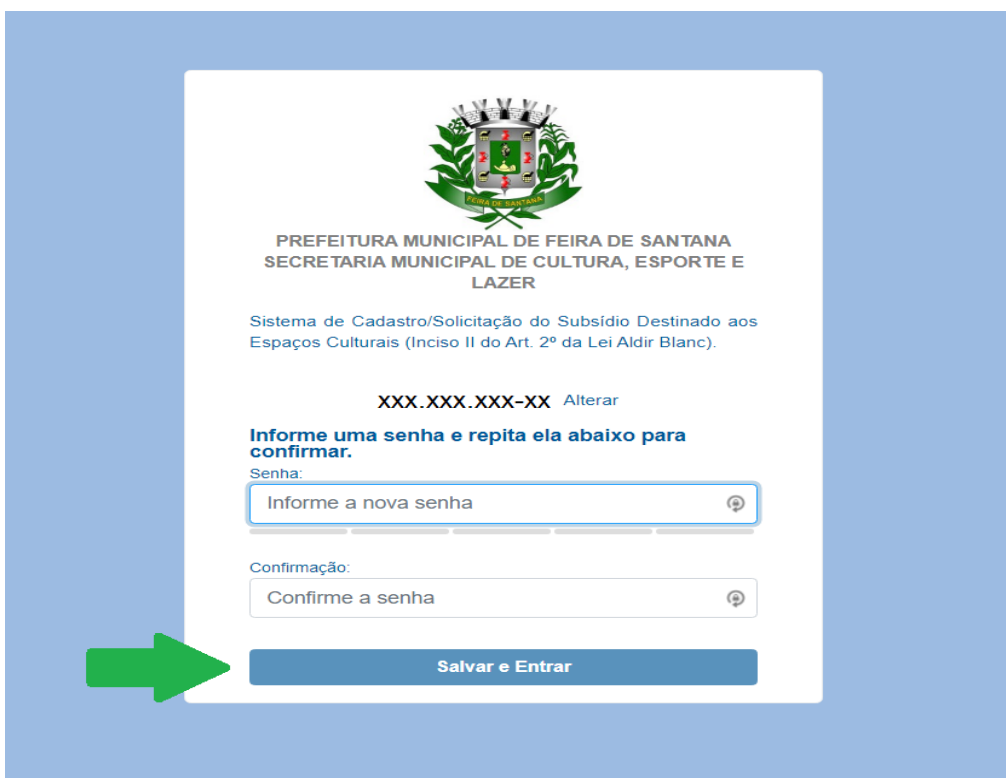 FEIRA DE SANTANA
PREFEITURA MUNICIPAL DE FEIRA DE SANTANA
SECRETARIA MUNICIPAL DE CULTURA, ESPORTE E
LAZER
Sistema de Cadastro/Solicitação do Subsídio Destinado aos
Espaços Culturais (Inciso II do Art. 2º da Lei Aldir Blanc).
XXX.XXX.XXX-XX Alterar
Informe uma senha e repita ela abaixo para
confirmar.
Senha:
Informe a nova senha
Confirmação:
Confirme a senha
Salvar e Entrar